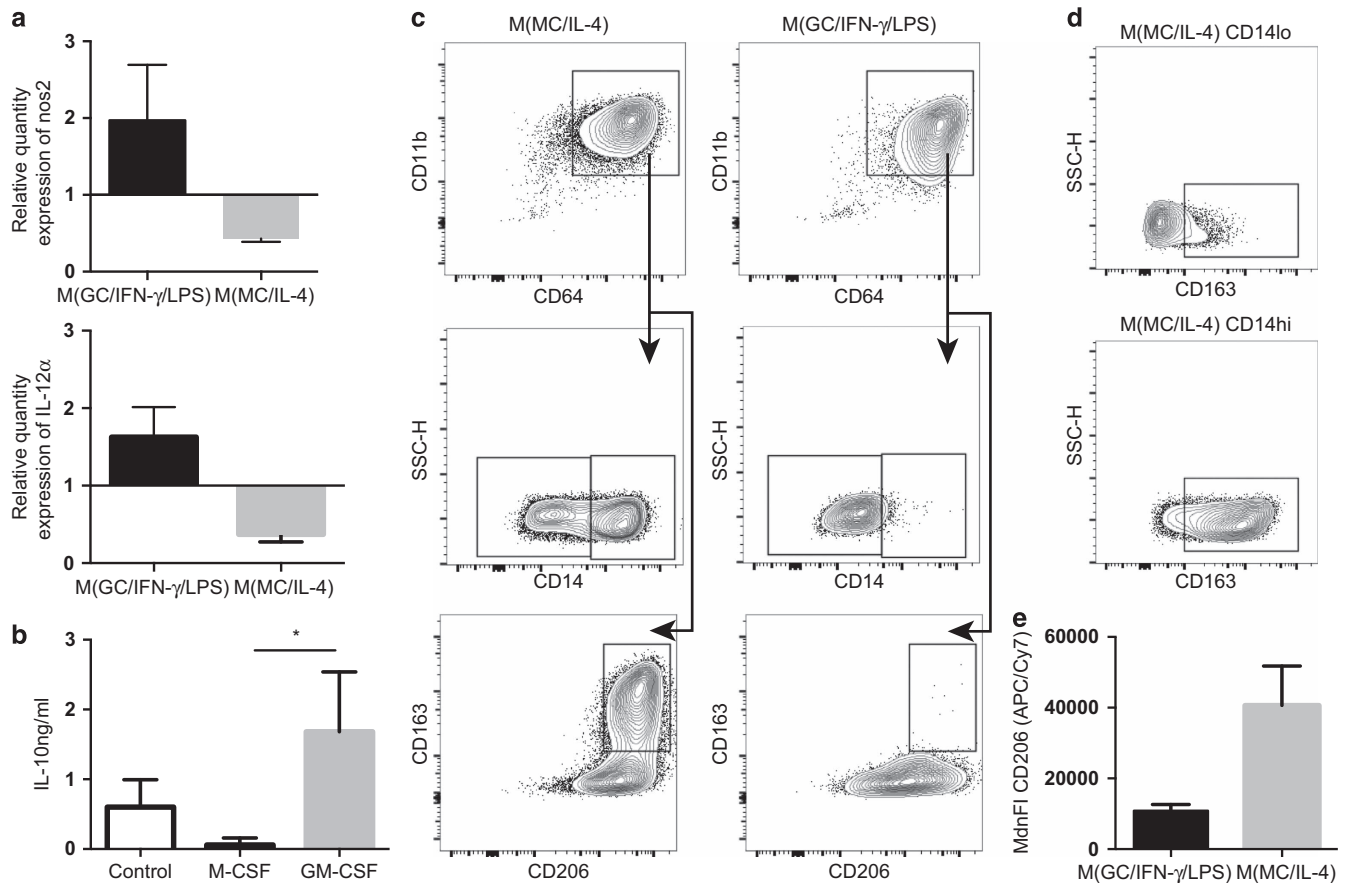 a
3
2
1
0
Relative quantity
expression of nos2
M(GC/IFN-γ/LPS) M(MC/IL-4)
3
2
1
0
Relative quantity
expression of IL-12α
M(GC/IFN-γ/LPS) M(MC/IL-4)
b
3
2
1
0
IL-10ng/ml
*
Control M-CSF GM-CSF
c
M(MC/IL-4)
M(GC/IFN-γ/LPS)
CD11b
CD64
CD11b
CD64
SSC-H
CD14
SSC-H
CD14
CD163
CD206
CD163
CD206
d
M(MC/IL-4) CD14lo
SSC-H
CD163
M(MC/IL-4) CD14hi
SSC-H
CD163
e
60000
40000
20000
0
MdnFI CD206 (APC/Cy7)
M(GC/IFN-γ/LPS) M(MC/IL-4)